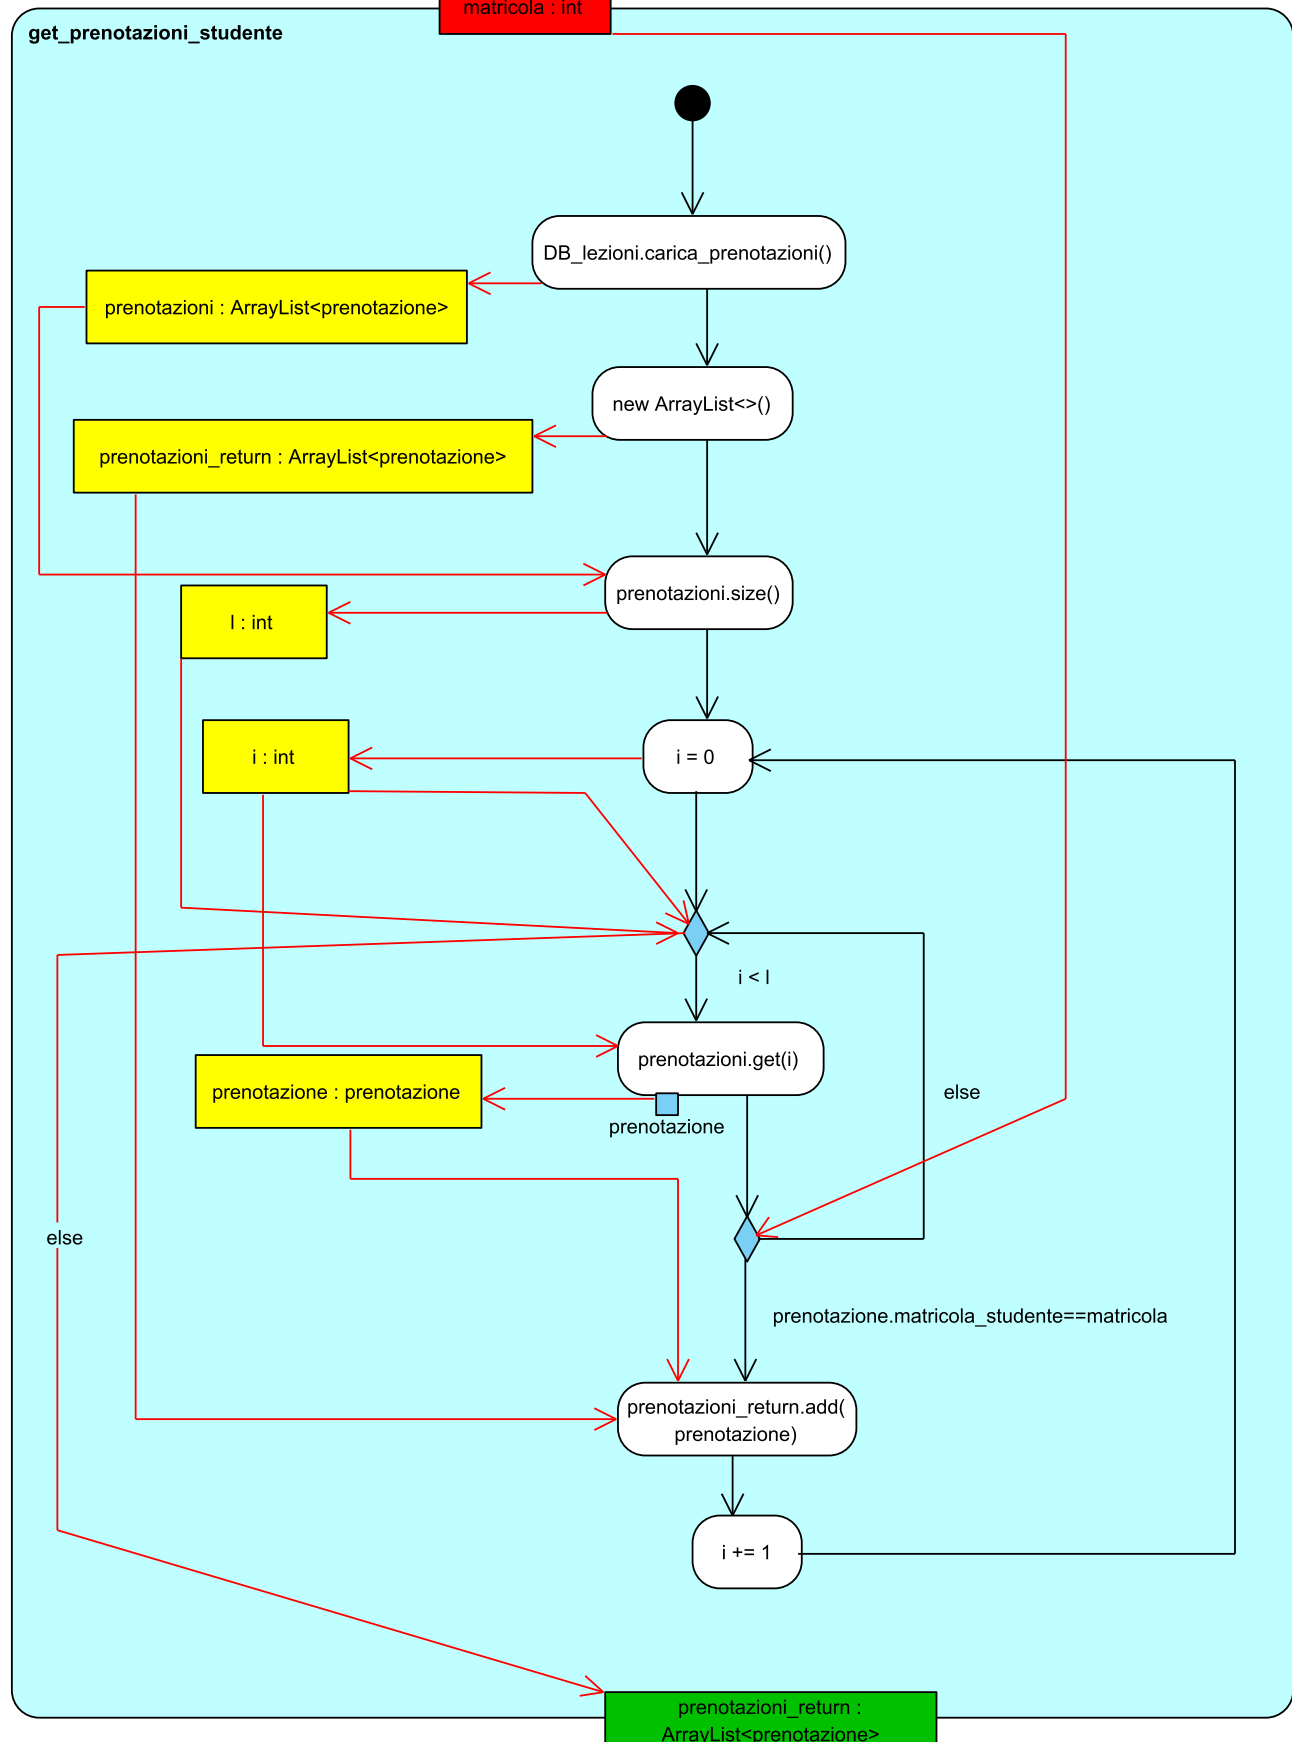 matricola : int
get_prenotazioni_studente
DB_lezioni.carica_prenotazioni()
prenotazioni : ArrayList<prenotazione>
new ArrayList<>()
prenotazioni_return : ArrayList<prenotazione>
prenotazioni.size()
l : int
i : int
i = 0
i < l
prenotazioni.get(i)
prenotazione : prenotazione
else
prenotazione
else
prenotazione.matricola_studente==matricola
prenotazioni_return.add(
prenotazione)
i += 1
prenotazioni_return :
ArrayList<prenotazione>